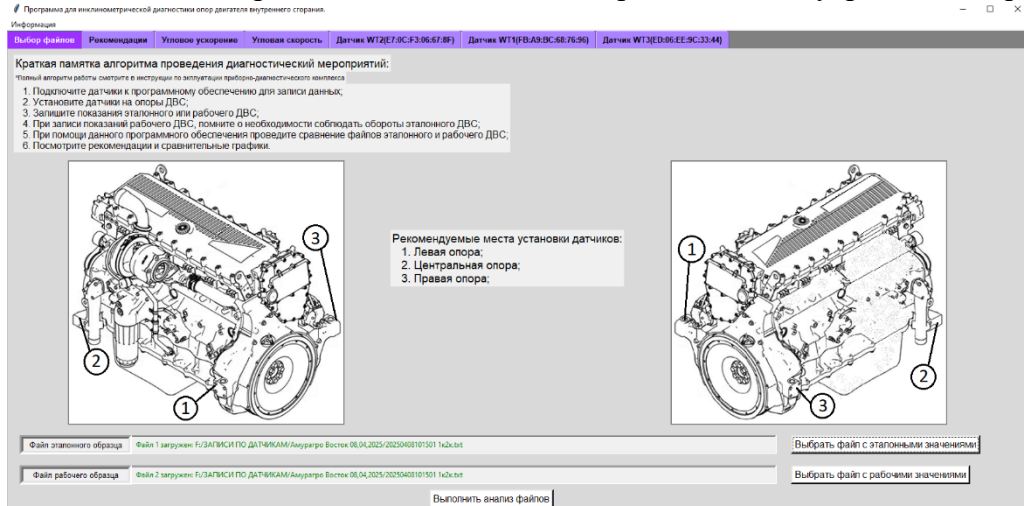 Программа для инклинометрической диагностики опор двигателя внутреннего сгорания.
Информация
Выбор файлов Рекомендации Угловое ускорение Угловая скорость Датчик WT2(E7:0C:F3:06:67:8F) Датчик WT1(FB:A9:BC:68:76:96) Датчик WT3(ED:06:EE:9C:33:44)
Краткая памятка алгоритма проведения диагностический мероприятий:
*Полный алгоритм работы смотрите в инструкции по эксплуатации приборно-диагностического комплекса
1. Подключите датчики к программному обеспечению для записи данных;
2. Установите датчики на опоры ДВС;
3. Запишите показания эталонного или рабочего ДВС;
4. При записи показаний рабочего ДВС, помните о необходимости соблюдать обороты эталонного ДВС;
5. При помощи данного программного обеспечения проведите сравнение файлов эталонного и рабочего ДВС;
6. Посмотрите рекомендации и сравнительные графики.
3
2
1
Рекомендуемые места установки датчиков:
1. Левая опора;
2. Центральная опора;
3. Правая опора;
1
2
3
Файл эталонного образца Файл 1 загружен: F:/ЗАПИСИ ПО ДАТЧИКАМ/Амурагро Восток 08,04,2025/20250408101501 1к2к.txt Выбрать файл с эталонными значениями
Файл рабочего образца Файл 2 загружен: F:/ЗАПИСИ ПО ДАТЧИКАМ/Амурагро Восток 08,04,2025/20250408101501 1к2к.txt Выбрать файл с рабочими значениями
Выполнить анализ файлов